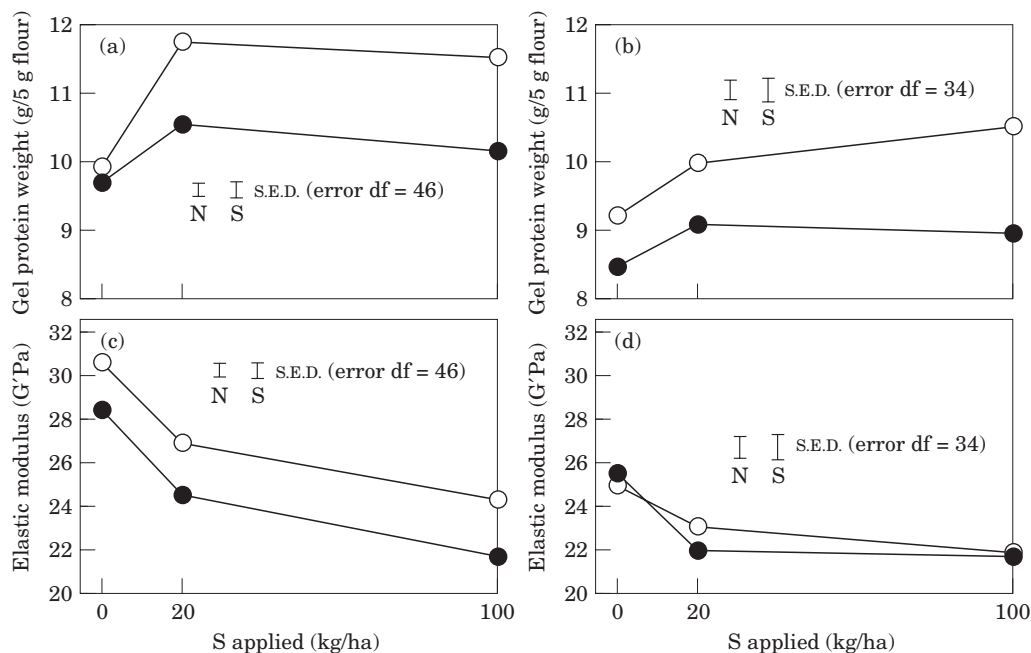 12
11
10
9
8
Gel protein weight (g/5 g flour)
(a)
N S S.E.D. (error df = 46)
12
11
10
9
8
Gel protein weight (g/5 g flour)
(b)
N S S.E.D. (error df = 34)
32
30
28
26
24
22
20
Elastic modulus (G′Pa)
(c)
N S S.E.D. (error df = 46)
0 20 100
S applied (kg/ha)
32
30
28
26
24
22
20
Elastic modulus (G′Pa)
(d)
N S S.E.D. (error df = 34)
0 20 100
S applied (kg/ha)